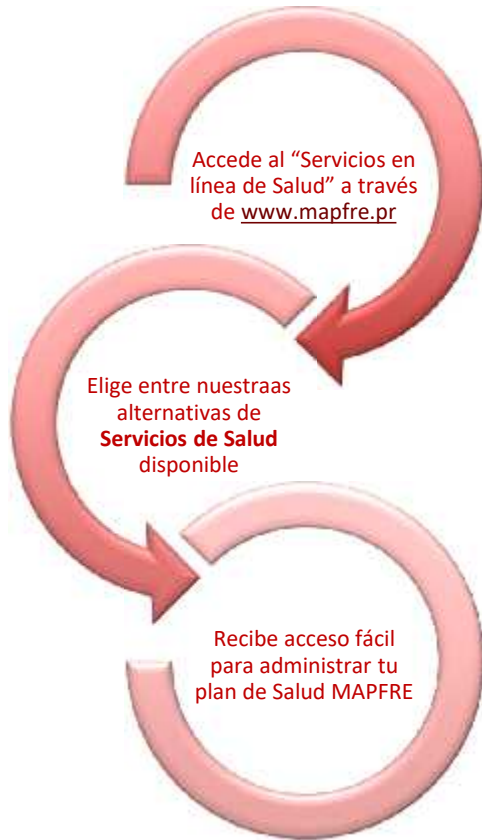 Accede al “Servicios en
línea de Salud” a través
de www.mapfre.pr
Elige entre nuestraas
alternativas de
Servicios de Salud
disponible
Recibe acceso fácil
para administrar tu
plan de Salud MAPFRE